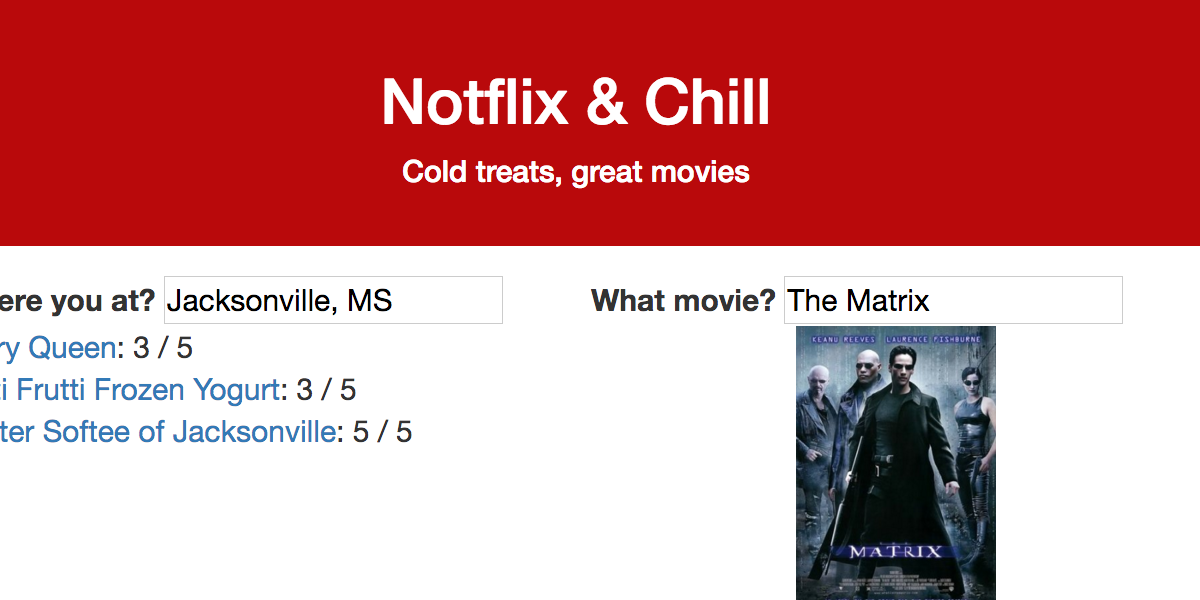 Notflix & Chill
Cold treats, great movies
ere you at? Jacksonville, MS
ry Queen: 3 / 5
i Frutti Frozen Yogurt: 3 / 5
ter Softee of Jacksonville: 5 / 5
What movie? The Matrix
KEANU REEVES LAURENCE FISHBURNE
THE
MATRIX